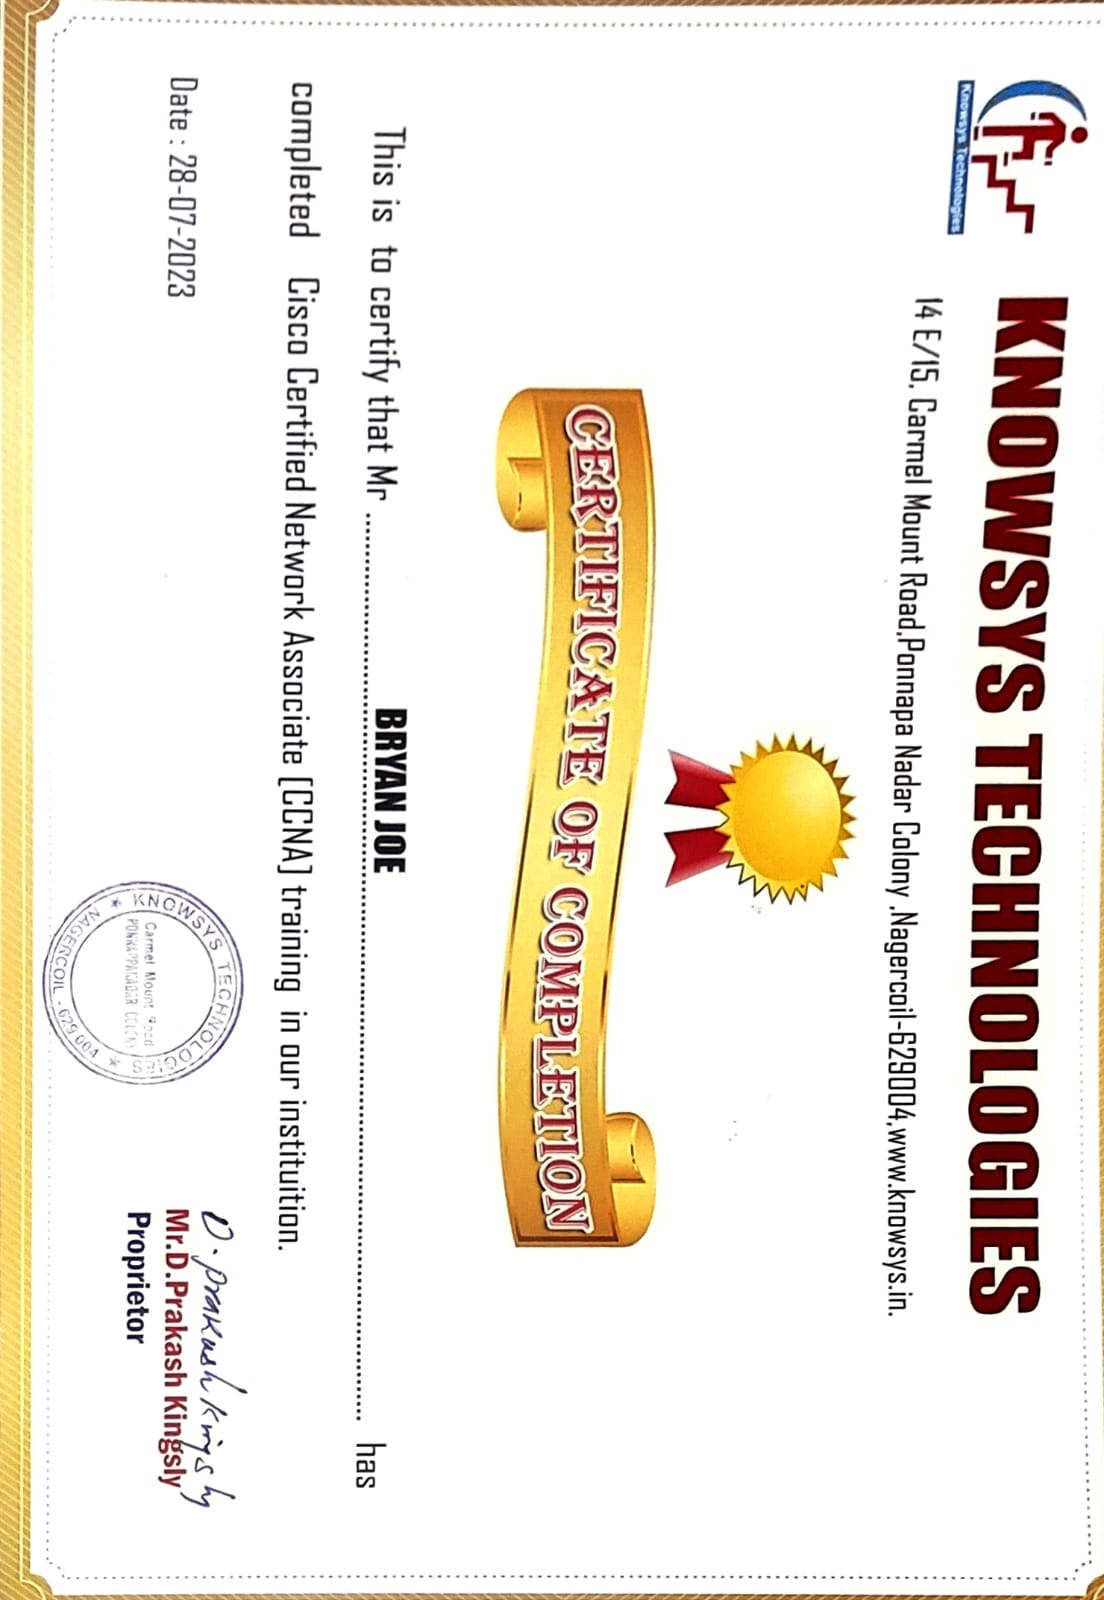 KNOWSYS TECHNOLOGIES
Knowsys Technologies
14 E/15, Carmel Mount Road,Ponnapa Nadar Colony ,Nagercoil-629004,www.knowsys.in.
CERTIFICATE OF COMPLETION
This is to certify that Mr BRYAN JOE has
completed Cisco Certified Network Associate [CCNA] training in our instituition.
Date : 28-07-2023
KNOWSYS TECHNOLOGIES
Carmel Mount Road
PONNAPPANADAR COLONY
NAGERCOIL - 629 004
D. Prakash Kingsly
Mr.D.Prakash Kingsly
Proprietor